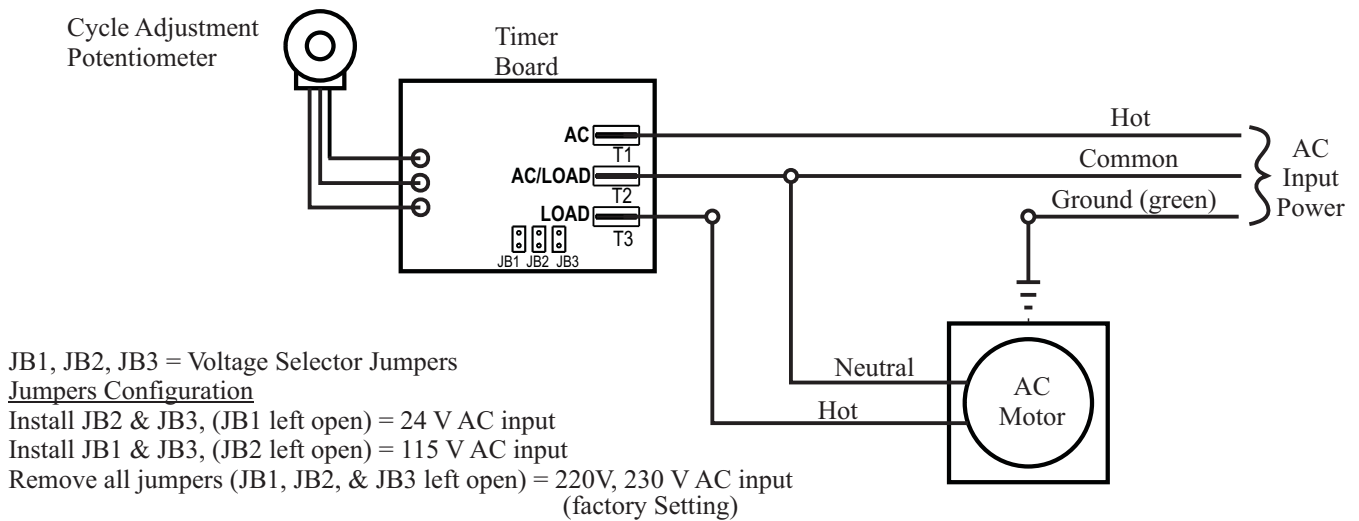 Cycle Adjustment
Potentiometer
Timer
Board
AC
T1
AC/LOAD
T2
LOAD
T3
JB1 JB2 JB3
Hot
Common
Ground (green)
AC
Input
Power
Neutral
Hot
AC
Motor
JB1, JB2, JB3 = Voltage Selector Jumpers
Jumpers Configuration
Install JB2 & JB3, (JB1 left open) = 24 V AC input
Install JB1 & JB3, (JB2 left open) = 115 V AC input
Remove all jumpers (JB1, JB2, & JB3 left open) = 220V, 230 V AC input
(factory Setting)